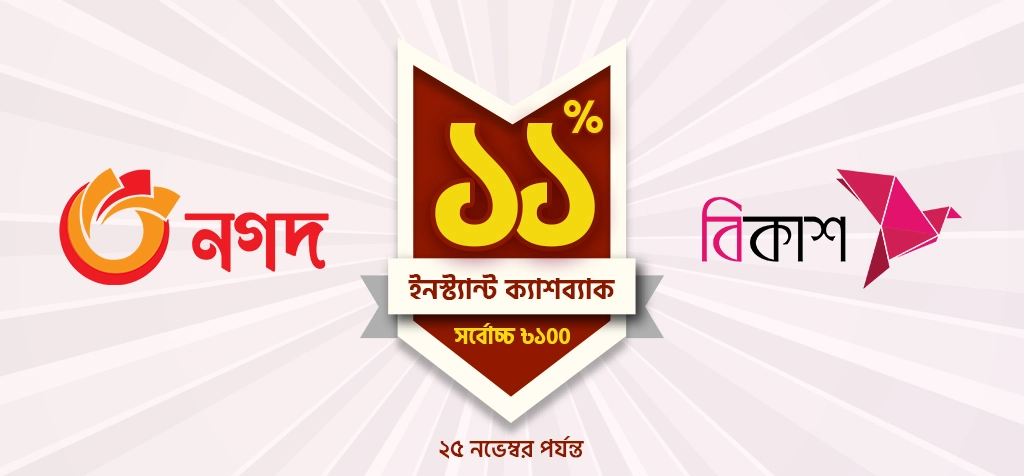 ১১%
নগদ
বিকাশ
ইনস্ট্যান্ট ক্যাশব্যাক
সর্বোচ্চ ৳১০০
২৫ নভেম্বর পর্যন্ত